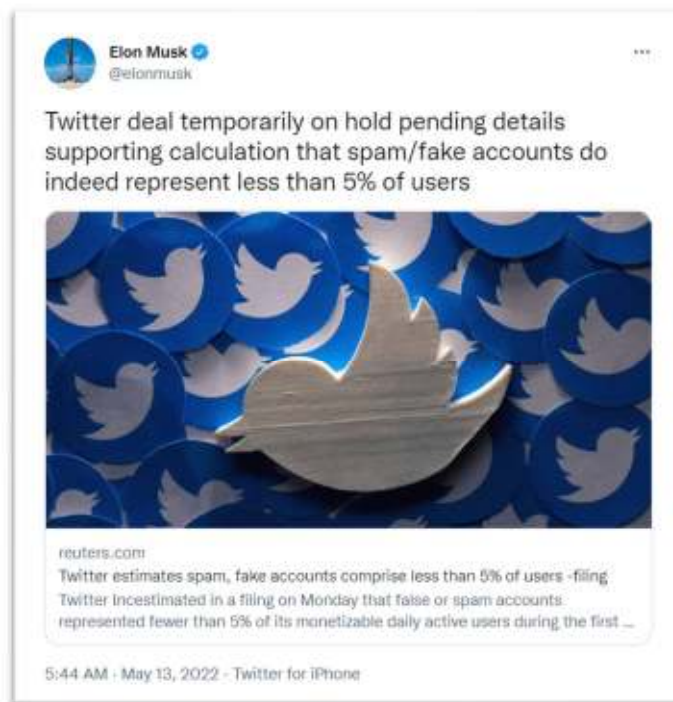 Elon Musk
@elonmusk
Twitter deal temporarily on hold pending details
supporting calculation that spam/fake accounts do
indeed represent less than 5% of users
reuters.com
Twitter estimates spam, fake accounts comprise less than 5% of users -filing
Twitter Incestimated in a filing on Monday that false or spam accounts
represented fewer than 5% of its monetizable daily active users during the first ...
5:44 AM · May 13, 2022 · Twitter for iPhone